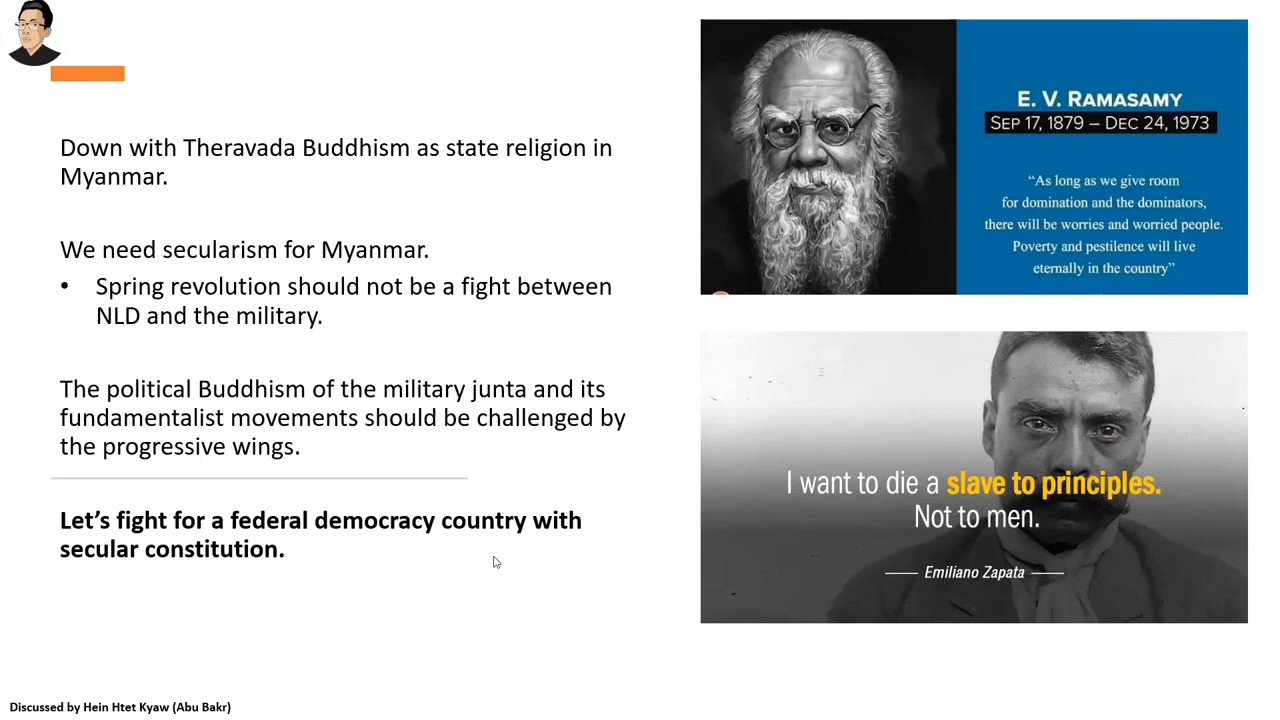 Down with Theravada Buddhism as state religion in
Myanmar.
We need secularism for Myanmar.
• Spring revolution should not be a fight between
NLD and the military.
The political Buddhism of the military junta and its
fundamentalist movements should be challenged by
the progressive wings.
Let’s fight for a federal democracy country with
secular constitution.
E. V. RAMASAMY
SEP 17, 1879 – DEC 24, 1973
“As long as we give room
for domination and the dominators,
there will be worries and worried people.
Poverty and pestilence will live
eternally in the country”
I want to die a slave to principles.
Not to men.
Emiliano Zapata
Discussed by Hein Htet Kyaw (Abu Bakr)